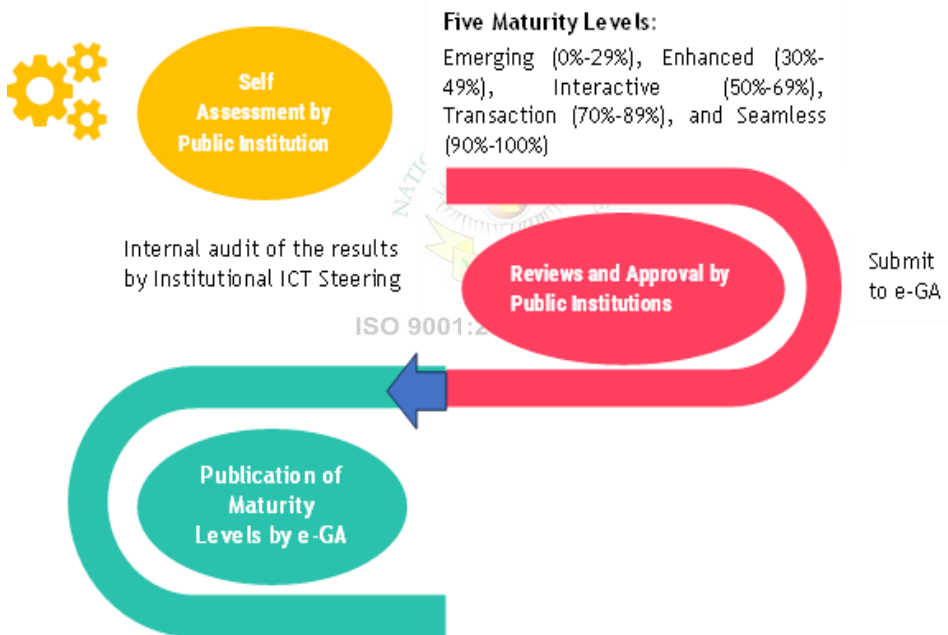 Five Maturity Levels:
Emerging (0%-29%), Enhanced (30%-
49%), Interactive (50%-69%),
Transaction (70%-89%), and Seamless
(90%-100%)
Self
Assessment by
Public Institution
Internal audit of the results
by Institutional ICT Steering
Reviews and Approval by
Public Institutions
Submit
to e-GA
ISO 9001:2
Publication of
Maturity
Levels by e-GA